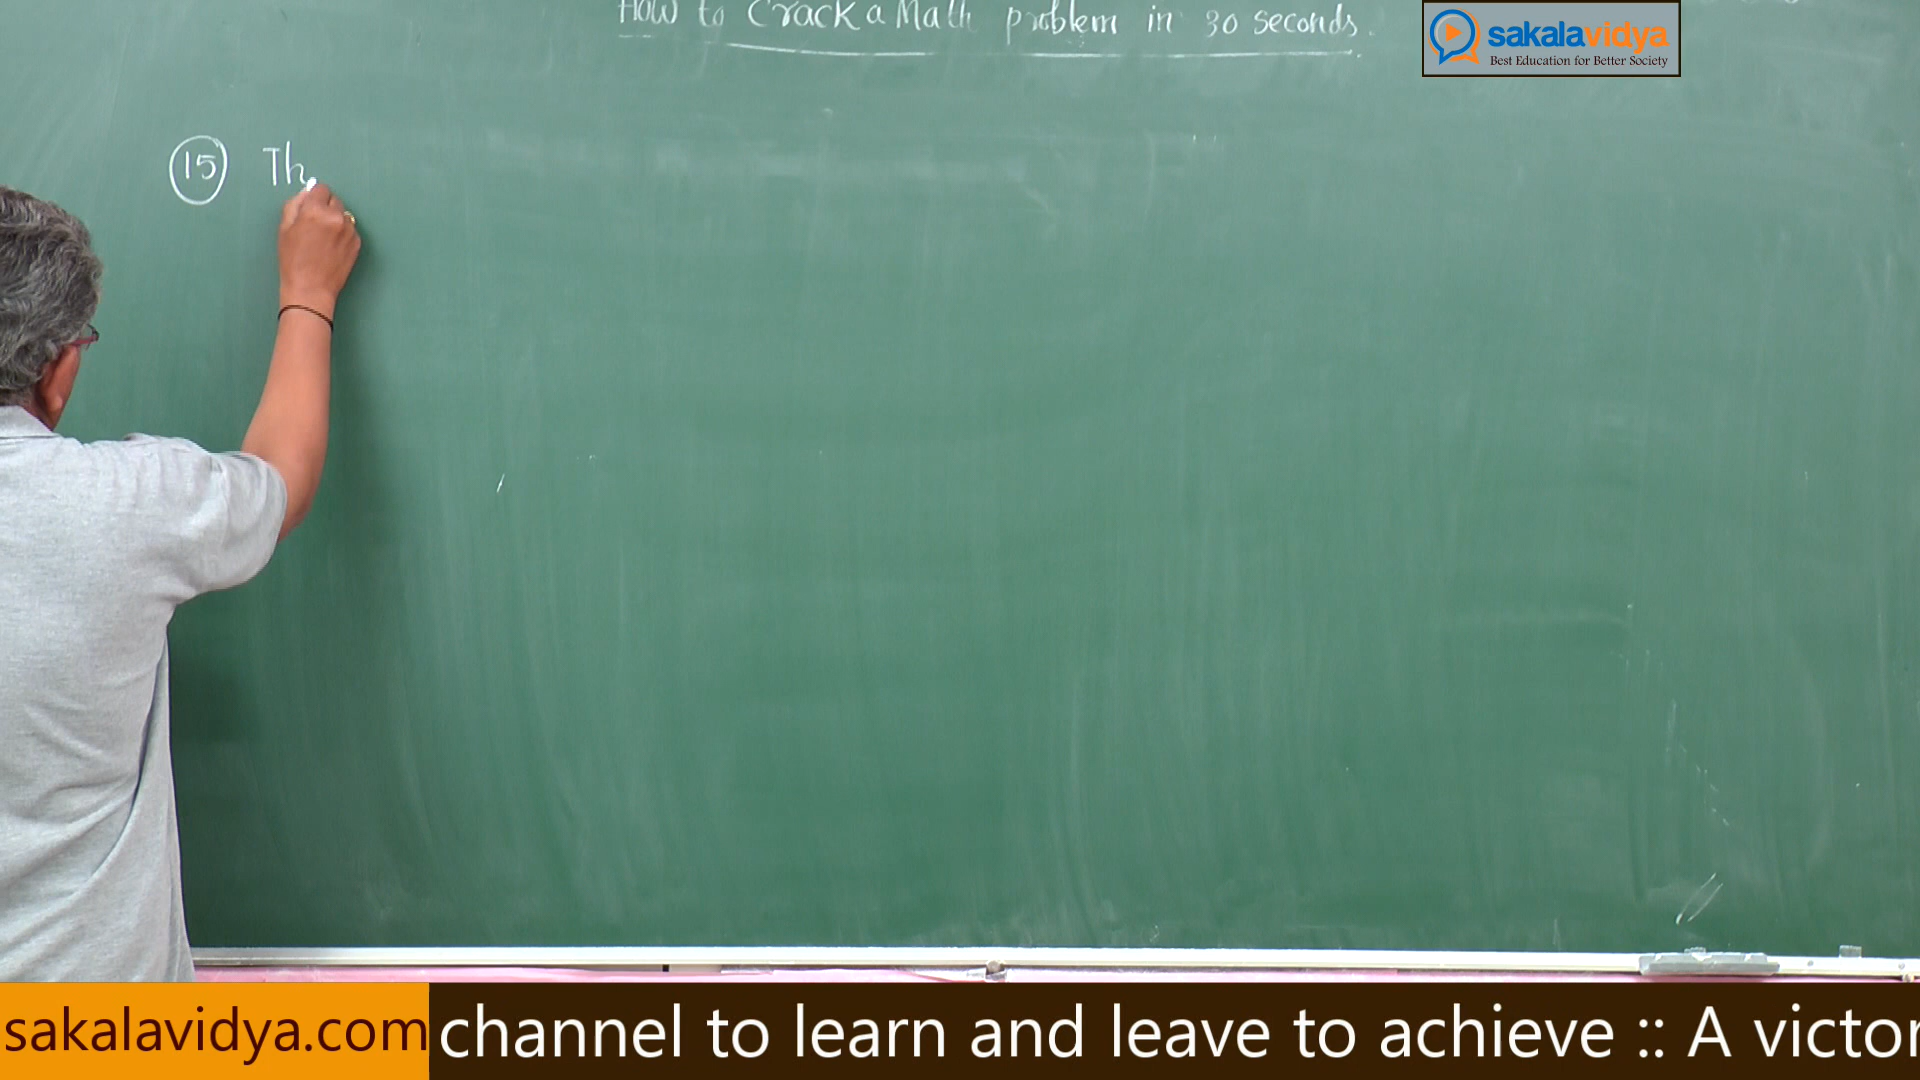 How to Crack a Math problem in 30 seconds.
sakalavidya
Best Education for Better Society
15 Th
sakalavidya.com channel to learn and leave to achieve :: A victor